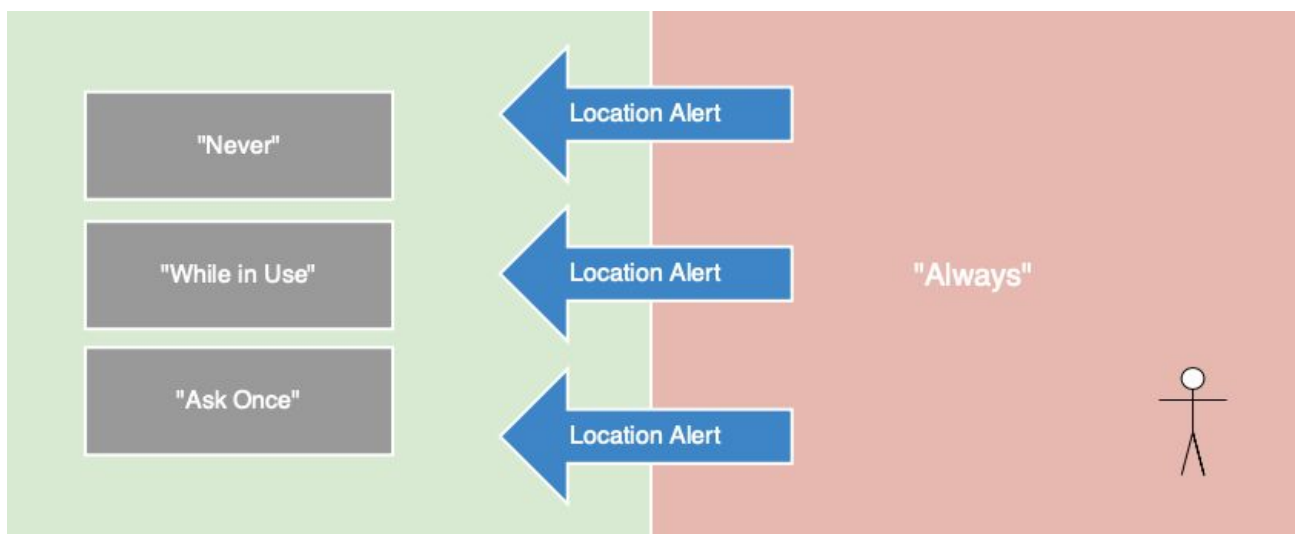 Location Alert
"Never"
Location Alert
"While in Use"
"Always"
Location Alert
"Ask Once"